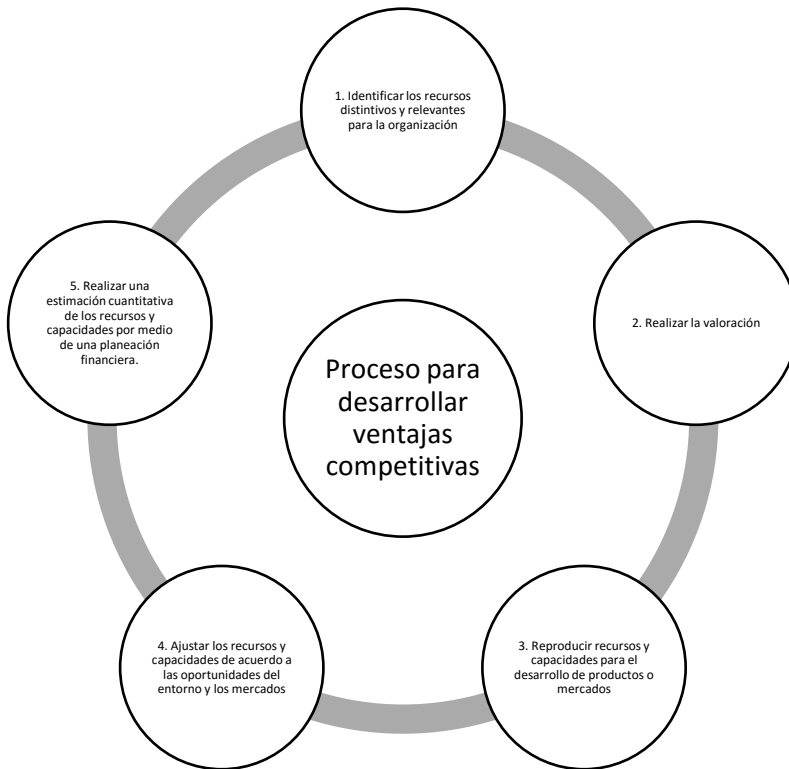 1. Identificar los recursos
distintivos y relevantes
para la organización
2. Realizar la valoración
3. Reproducir recursos y
capacidades para el
desarrollo de productos o
mercados
4. Ajustar los recursos y
capacidades de acuerdo a
las oportunidades del
entorno y los mercados
5. Realizar una
estimación cuantitativa
de los recursos y
capacidades por medio
de una planeación
financiera.
Proceso para
desarrollar
ventajas
competitivas